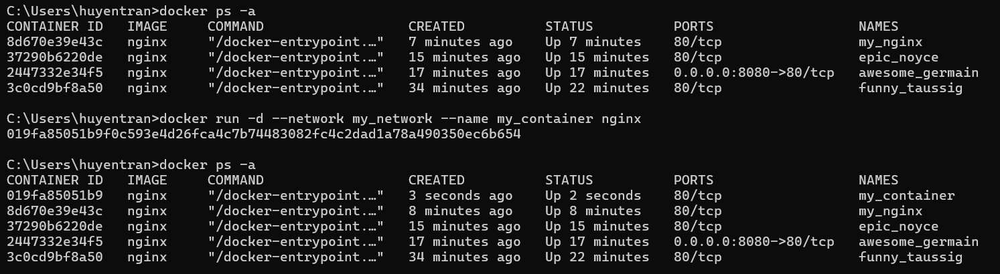 C:\Users\huyentran>docker ps -a
CONTAINER ID   IMAGE     COMMAND                  CREATED          STATUS          PORTS                  NAMES
8d670e39e43c   nginx     "/docker-entrypoint.…"   7 minutes ago    Up 7 minutes    80/tcp                 my_nginx
37290b6220de   nginx     "/docker-entrypoint.…"   15 minutes ago   Up 15 minutes   80/tcp                 epic_noyce
2447332e34f5   nginx     "/docker-entrypoint.…"   17 minutes ago   Up 17 minutes   0.0.0.0:8080->80/tcp   awesome_germain
3c0cd9bf8a50   nginx     "/docker-entrypoint.…"   34 minutes ago   Up 22 minutes   80/tcp                 funny_taussig
C:\Users\huyentran>docker run -d --network my_network --name my_container nginx
019fa85051b9f0c593e4d26fca4c7b74483082fc4c2dad1a78a490350ec6b654
C:\Users\huyentran>docker ps -a
CONTAINER ID   IMAGE     COMMAND                  CREATED          STATUS          PORTS                  NAMES
019fa85051b9   nginx     "/docker-entrypoint.…"   3 seconds ago    Up 2 seconds    80/tcp                 my_container
8d670e39e43c   nginx     "/docker-entrypoint.…"   8 minutes ago    Up 8 minutes    80/tcp                 my_nginx
37290b6220de   nginx     "/docker-entrypoint.…"   15 minutes ago   Up 15 minutes   80/tcp                 epic_noyce
2447332e34f5   nginx     "/docker-entrypoint.…"   17 minutes ago   Up 17 minutes   0.0.0.0:8080->80/tcp   awesome_germain
3c0cd9bf8a50   nginx     "/docker-entrypoint.…"   34 minutes ago   Up 22 minutes   80/tcp                 funny_taussig